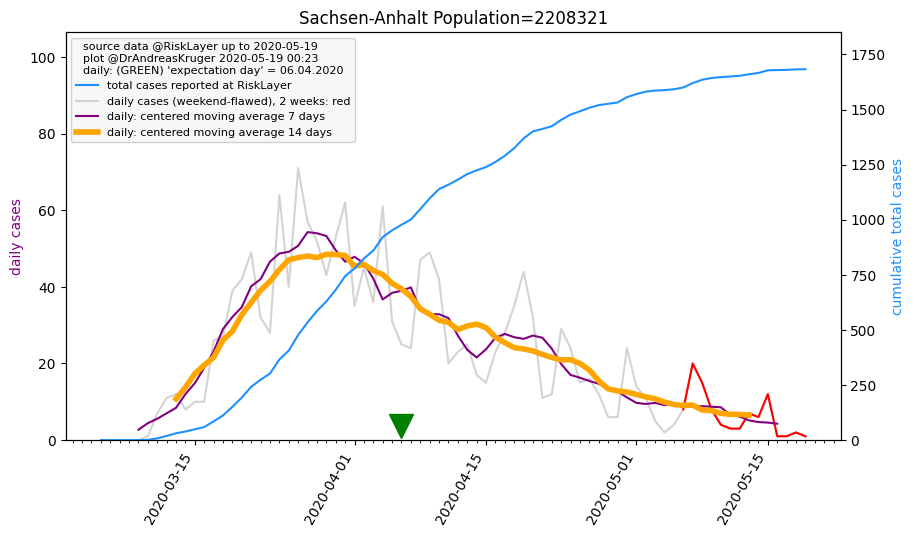 Sachsen-Anhalt Population=2208321
source data @RiskLayer up to 2020-05-19
plot @DrAndreasKruger 2020-05-19 00:23
daily: (GREEN) 'expectation day' = 06.04.2020
total cases reported at RiskLayer
daily cases (weekend-flawed), 2 weeks: red
daily: centered moving average 7 days
daily: centered moving average 14 days
daily cases
100
80
60
40
20
0
cumulative total cases
1750
1500
1250
1000
750
500
250
0
2020-03-15
2020-04-01
2020-04-15
2020-05-01
2020-05-15